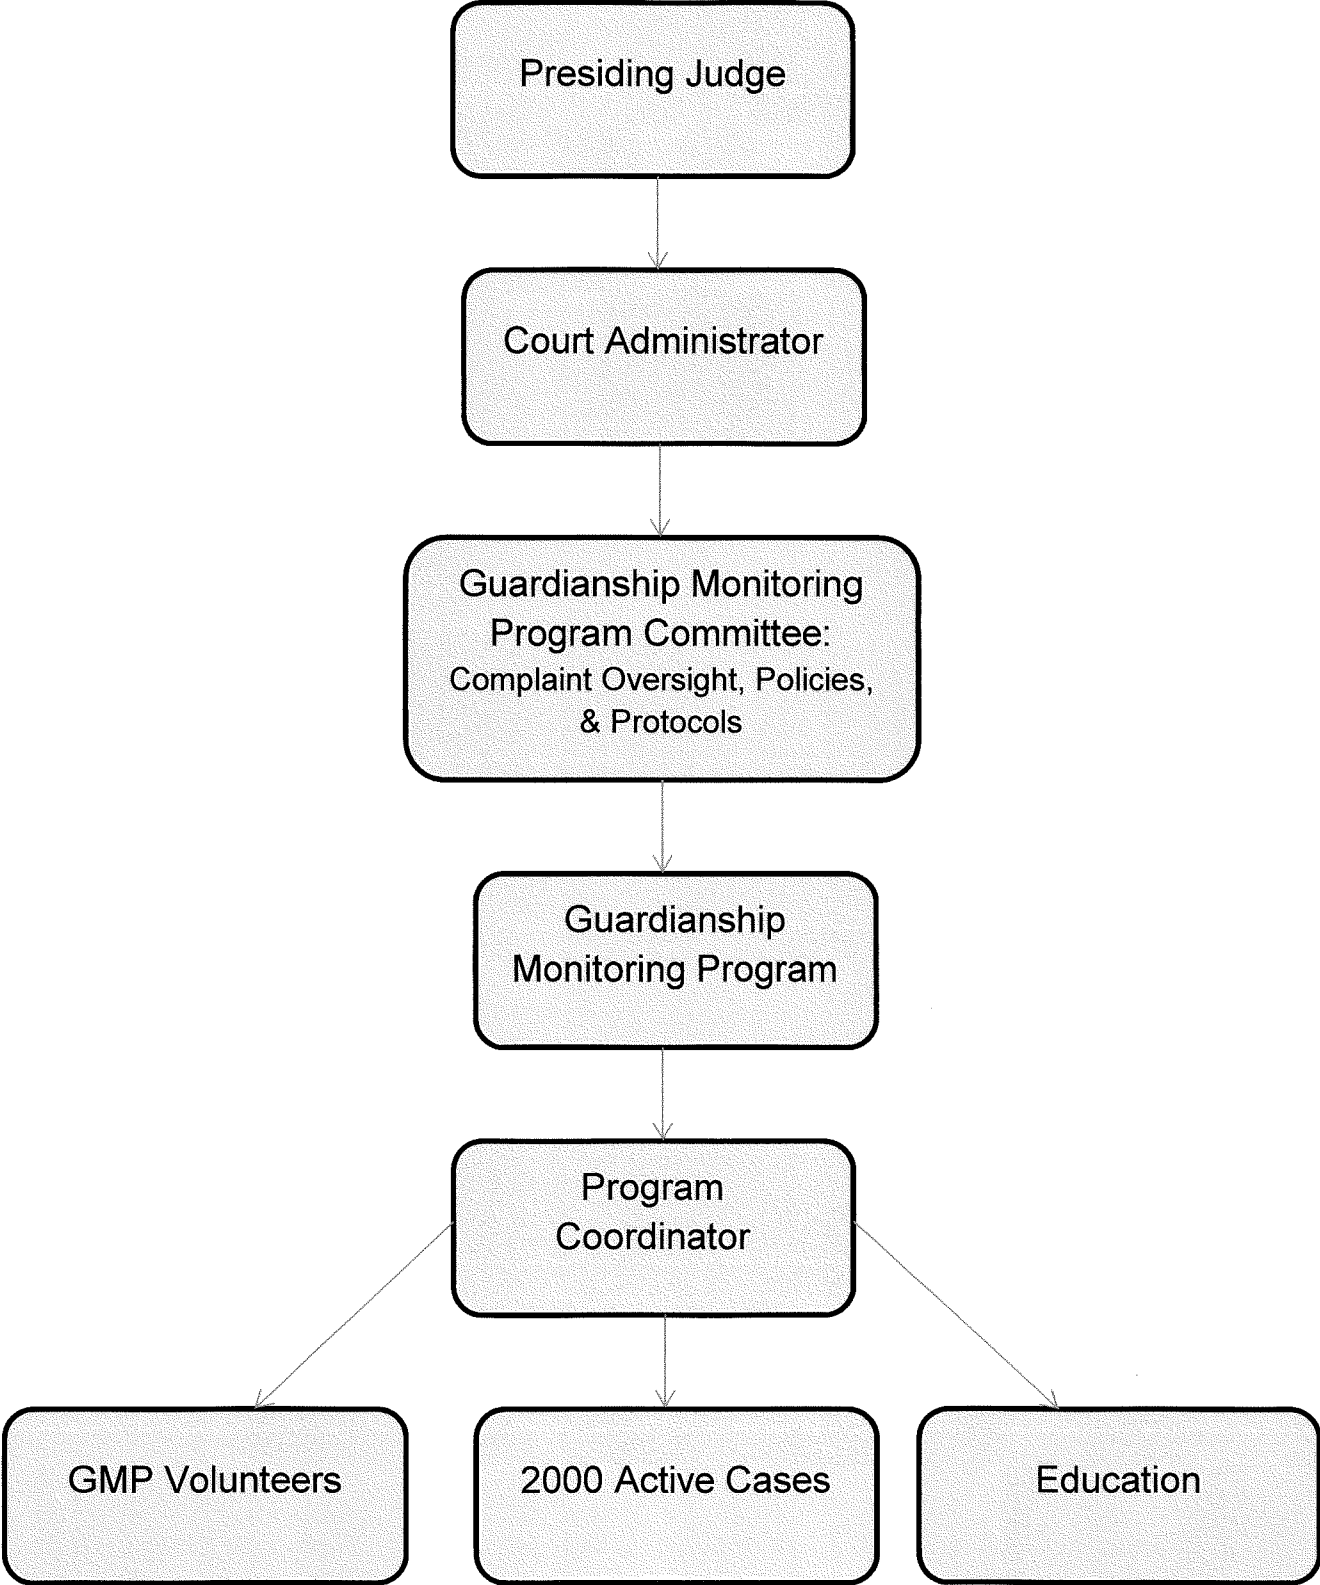 Presiding Judge
Court Administrator
Guardianship Monitoring
Program Committee:
Complaint Oversight, Policies,
& Protocols
Guardianship
Monitoring Program
Program
Coordinator
GMP Volunteers
2000 Active Cases
Education